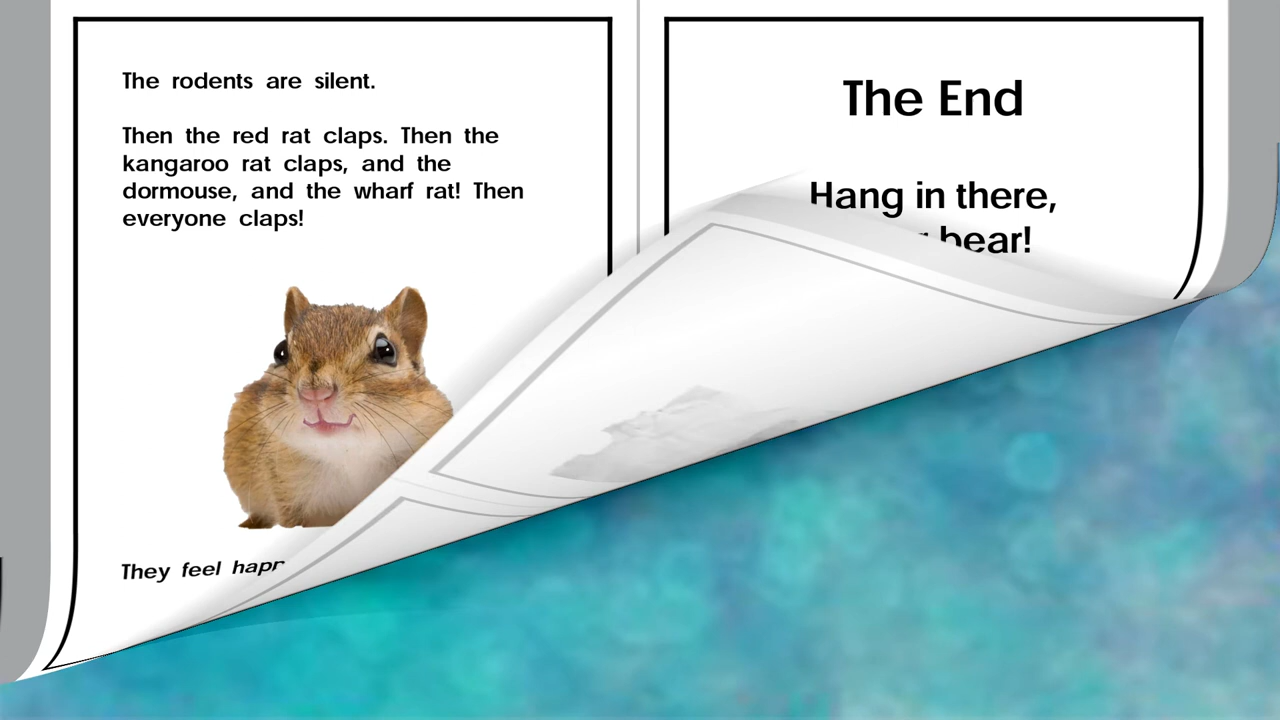 The rodents are silent.
Then the red rat claps. Then the
kangaroo rat claps, and the
dormouse, and the wharf rat! Then
everyone claps!
They feel
The End
Hang in there,
bear!